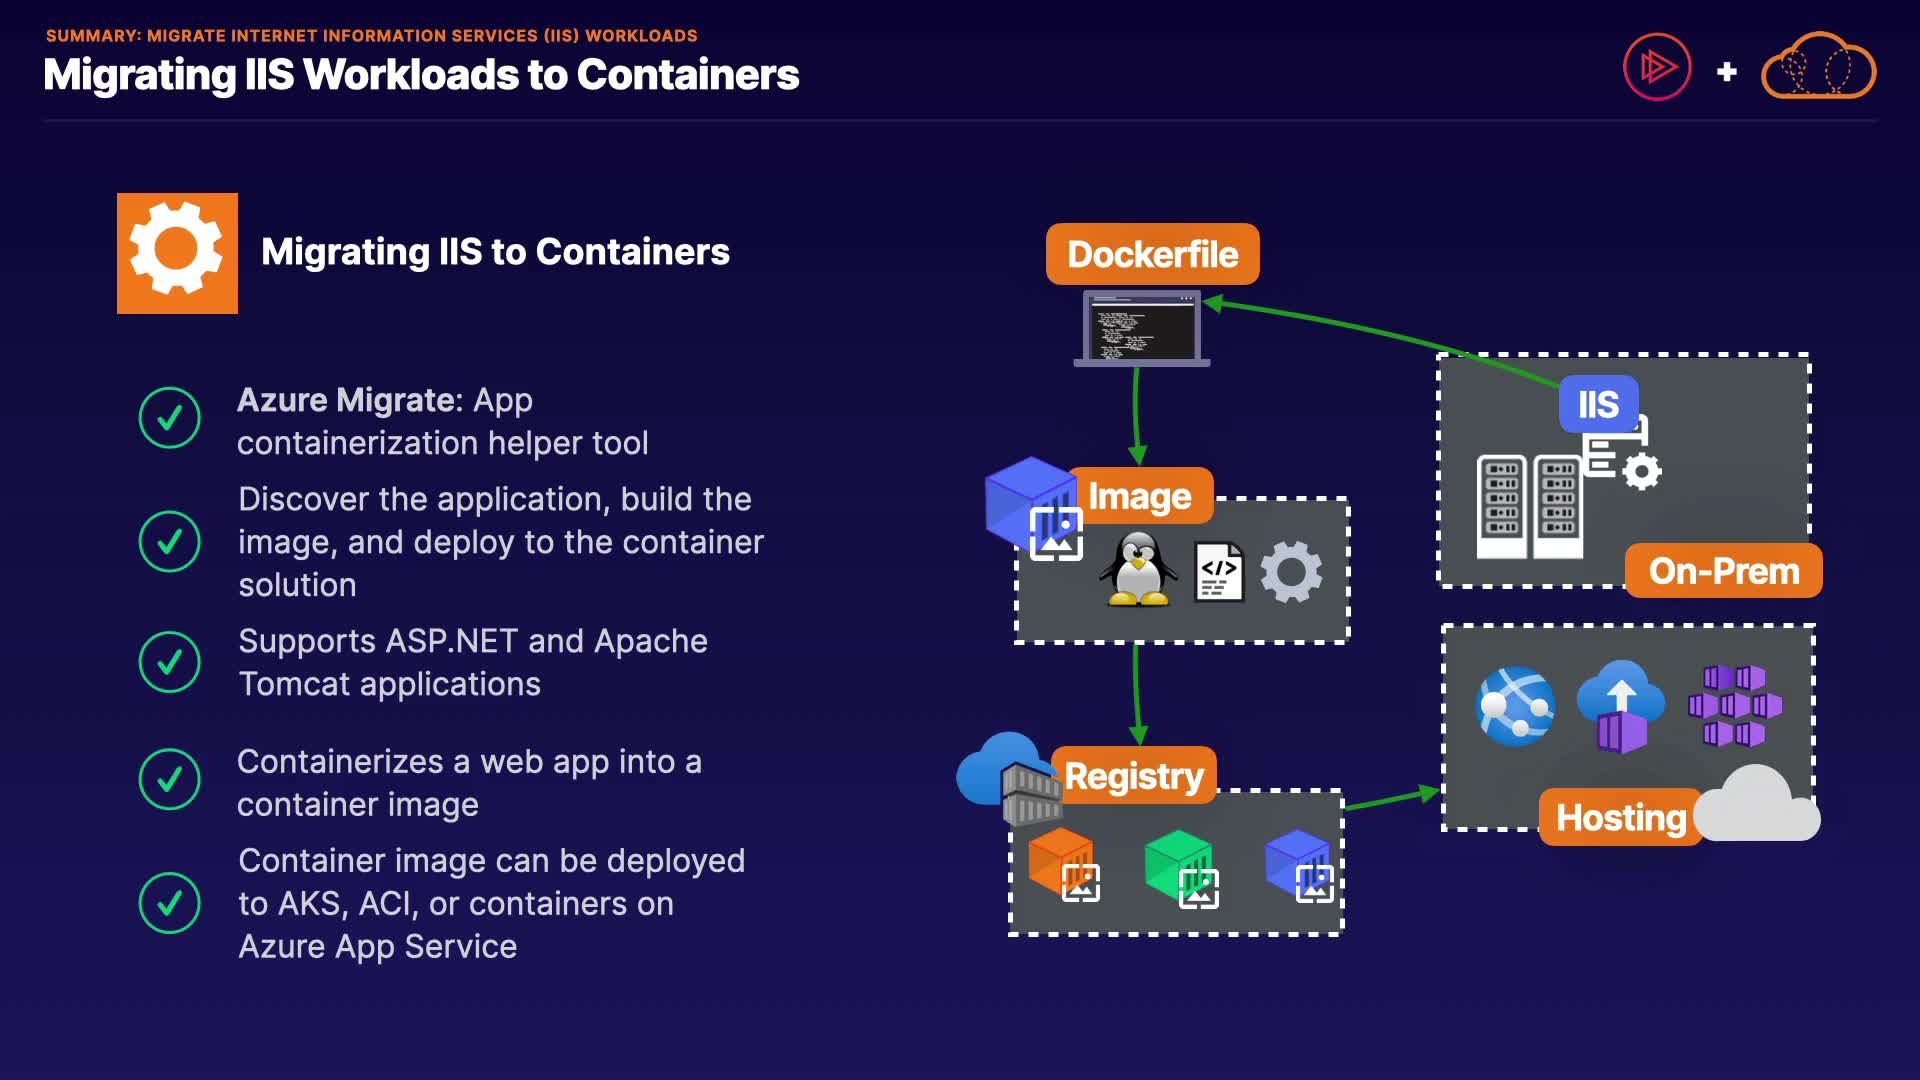 SUMMARY: MIGRATE INTERNET INFORMATION SERVICES (IIS) WORKLOADS
Migrating IIS Workloads to Containers
Migrating IIS to Containers
Azure Migrate: App
containerization helper tool
Discover the application, build the
image, and deploy to the container
solution
Supports ASP.NET and Apache
Tomcat applications
Containerizes a web app into a
container image
Container image can be deployed
to AKS, ACI, or containers on
Azure App Service
Dockerfile
IIS
On-Prem
Image
</>
Registry
Hosting